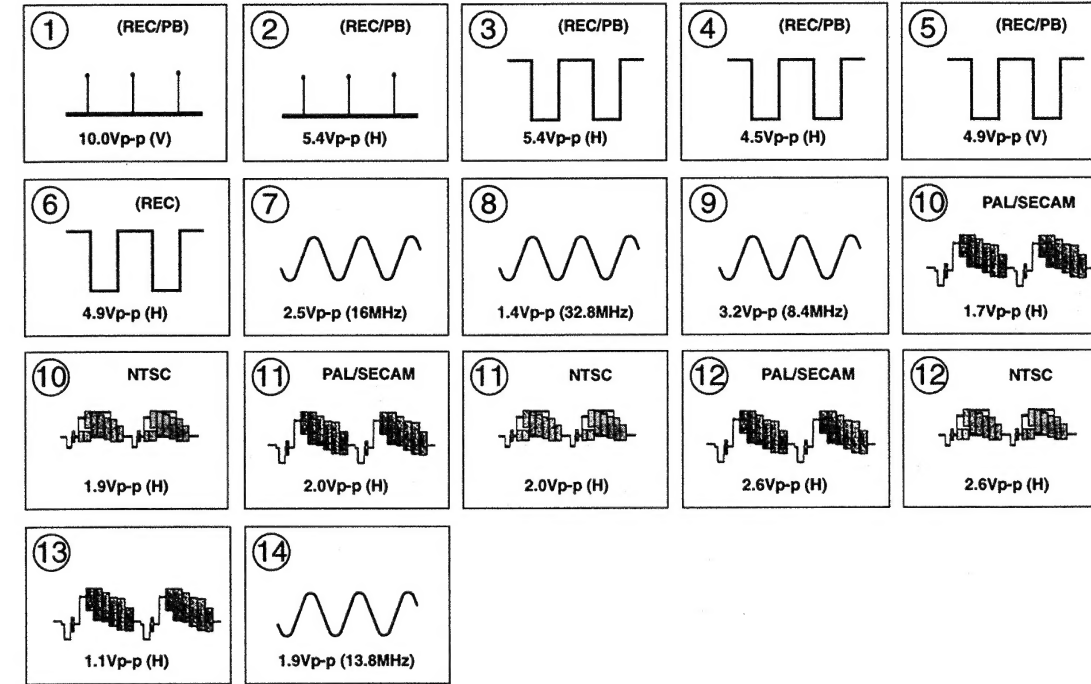 ① (REC/PB)
10.0Vp-p (V)
② (REC/PB)
5.4Vp-p (H)
③ (REC/PB)
5.4Vp-p (H)
④ (REC/PB)
4.5Vp-p (H)
⑤ (REC/PB)
4.9Vp-p (V)
⑥ (REC)
4.9Vp-p (H)
⑦
2.5Vp-p (16MHz)
⑧
1.4Vp-p (32.8MHz)
⑨
3.2Vp-p (8.4MHz)
⑩ PAL/SECAM
1.7Vp-p (H)
⑩ NTSC
1.9Vp-p (H)
⑪ PAL/SECAM
2.0Vp-p (H)
⑪ NTSC
2.0Vp-p (H)
⑫ PAL/SECAM
2.6Vp-p (H)
⑫ NTSC
2.6Vp-p (H)
⑬
1.1Vp-p (H)
⑭
1.9Vp-p (13.8MHz)